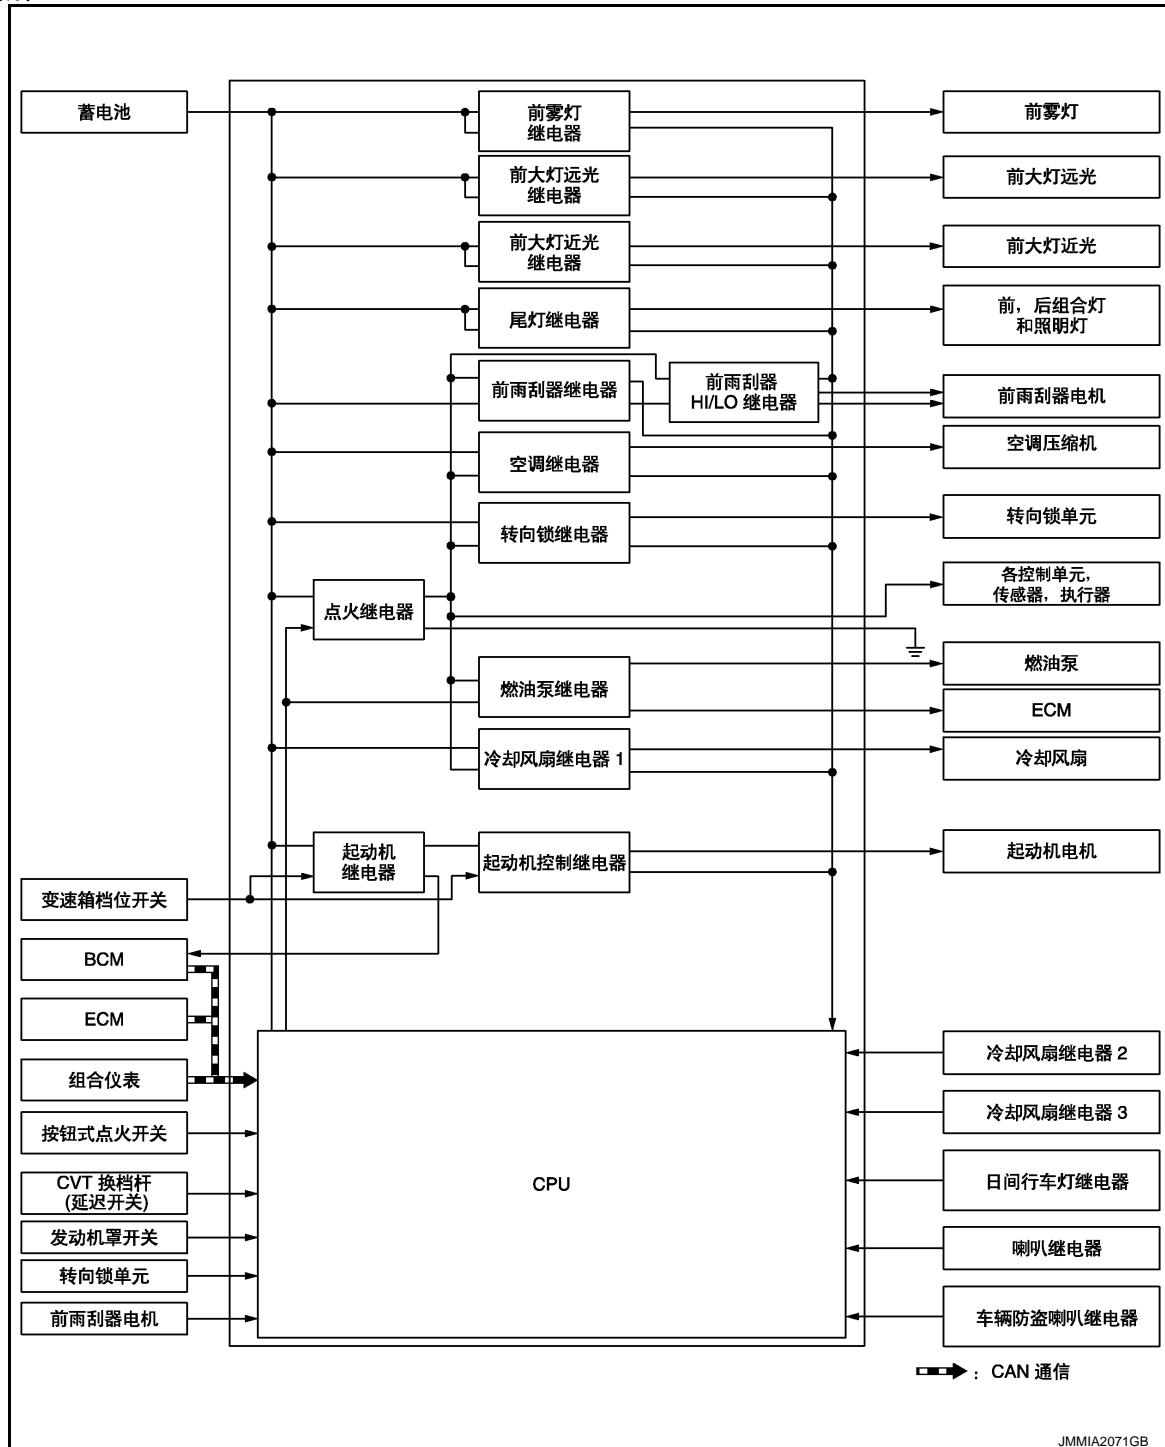 蓄电池
前雾灯
继电器
前雾灯
前大灯远光
继电器
前大灯远光
前大灯近光
继电器
前大灯近光
尾灯继电器
前，后组合灯
和照明灯
前雨刮器继电器
前雨刮器
HI/LO 继电器
前雨刮器电机
空调继电器
空调压缩机
转向锁继电器
转向锁单元
点火继电器
各控制单元，
传感器，执行器
燃油泵继电器
燃油泵
ECM
冷却风扇继电器 1
冷却风扇
起动机
继电器
起动机控制继电器
起动机电机
变速箱档位开关
BCM
ECM
组合仪表
按钮式点火开关
CVT 换档杆
(延迟开关)
发动机罩开关
转向锁单元
前雨刮器电机
CPU
冷却风扇继电器 2
冷却风扇继电器 3
日间行车灯继电器
喇叭继电器
车辆防盗喇叭继电器
：CAN 通信
JMMIA2071GB